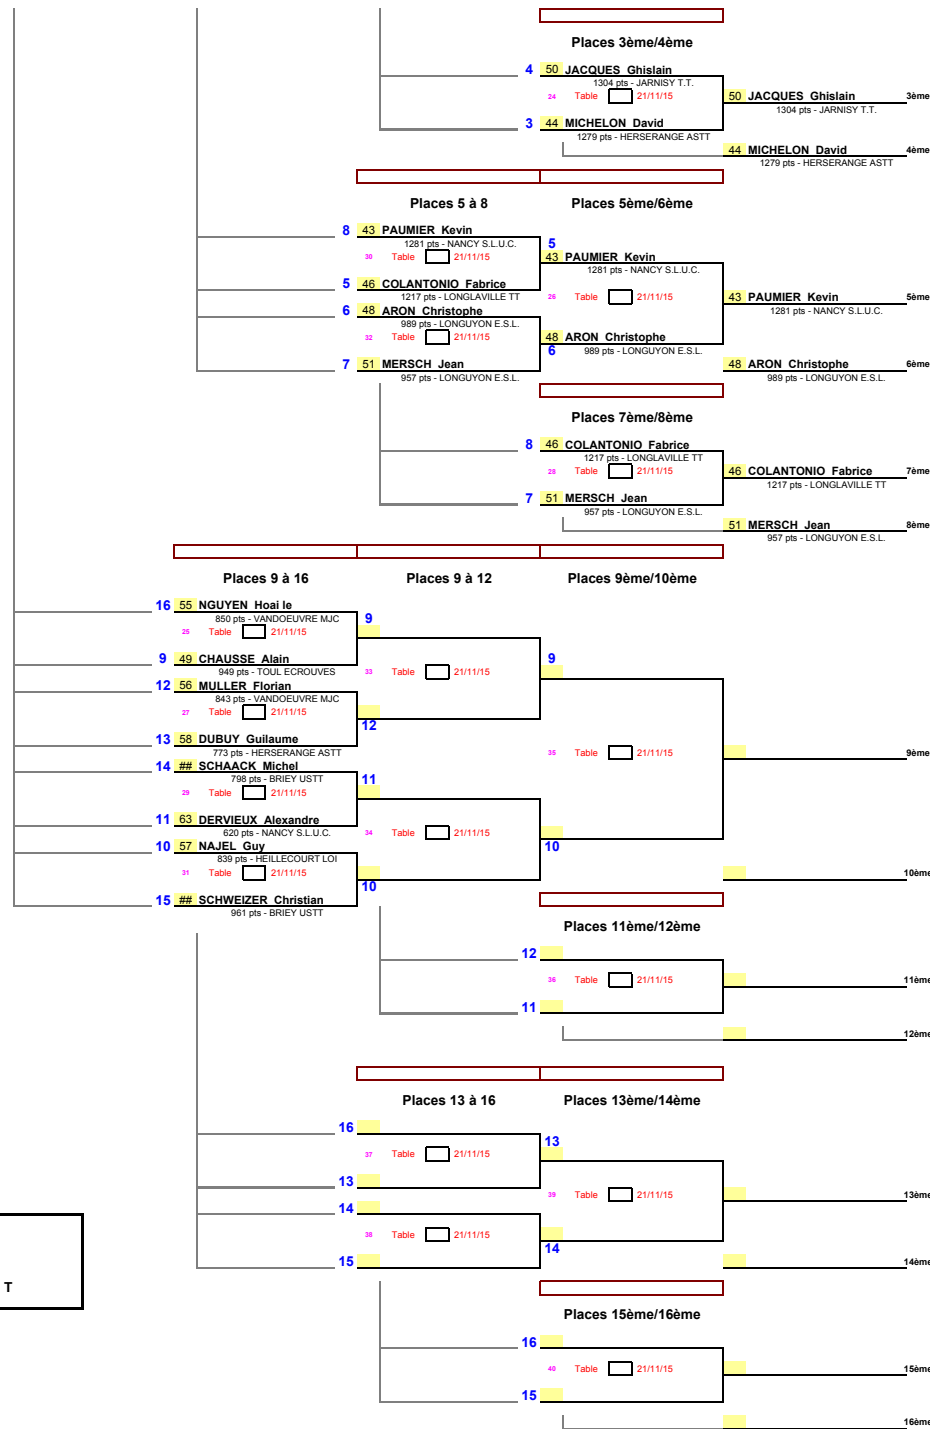 Places 3ème/4ème
4 50 JACQUES Ghislain
1304 pts - JARNISY T.T.
24 Table 21/11/15
50 JACQUES Ghislain 3ème
1304 pts - JARNISY T.T.
3 44 MICHELON David
1279 pts - HERSERANGE ASTT
44 MICHELON David 4ème
1279 pts - HERSERANGE ASTT
Places 5 à 8 Places 5ème/6ème
8 43 PAUMIER Kevin
1281 pts - NANCY S.L.U.C.
5
30 Table 21/11/15
43 PAUMIER Kevin
1281 pts - NANCY S.L.U.C.
5 46 COLANTONIO Fabrice
1217 pts - LONGLAVILLE TT
26 Table 21/11/15
43 PAUMIER Kevin 5ème
1281 pts - NANCY S.L.U.C.
6 48 ARON Christophe
989 pts - LONGUYON E.S.L.
32 Table 21/11/15
48 ARON Christophe
6 989 pts - LONGUYON E.S.L.
7 51 MERSCH Jean
957 pts - LONGUYON E.S.L.
48 ARON Christophe 6ème
989 pts - LONGUYON E.S.L.
Places 7ème/8ème
8 46 COLANTONIO Fabrice
1217 pts - LONGLAVILLE TT
28 Table 21/11/15
46 COLANTONIO Fabrice 7ème
1217 pts - LONGLAVILLE TT
7 51 MERSCH Jean
957 pts - LONGUYON E.S.L.
51 MERSCH Jean 8ème
957 pts - LONGUYON E.S.L.
Places 9 à 16 Places 9 à 12 Places 9ème/10ème
16 55 NGUYEN Hoai le
850 pts - VANDOEUVRE MJC
9
25 Table 21/11/15
9 49 CHAUSSE Alain
949 pts - TOUL ECROUVES
33 Table 21/11/15
9
12 56 MULLER Florian
843 pts - VANDOEUVRE MJC
27 Table 21/11/15
12
13 58 DUBUY Guilaume
773 pts - HERSERANGE ASTT
35 Table 21/11/15
9ème
14 ## SCHAACK Michel
798 pts - BRIEY USTT
11
29 Table 21/11/15
11 63 DERVIEUX Alexandre
620 pts - NANCY S.L.U.C.
34 Table 21/11/15
10 57 NAJEL Guy
839 pts - HEILLECOURT LOI
10
31 Table 21/11/15
10
10ème
15 ## SCHWEIZER Christian
961 pts - BRIEY USTT
Places 11ème/12ème
12
36 Table 21/11/15
11ème
11
12ème
Places 13 à 16 Places 13ème/14ème
16
13
37 Table 21/11/15
13
39 Table 21/11/15
13ème
14
38 Table 21/11/15
14
15
14ème
T
Places 15ème/16ème
16
40 Table 21/11/15
15ème
15
16ème